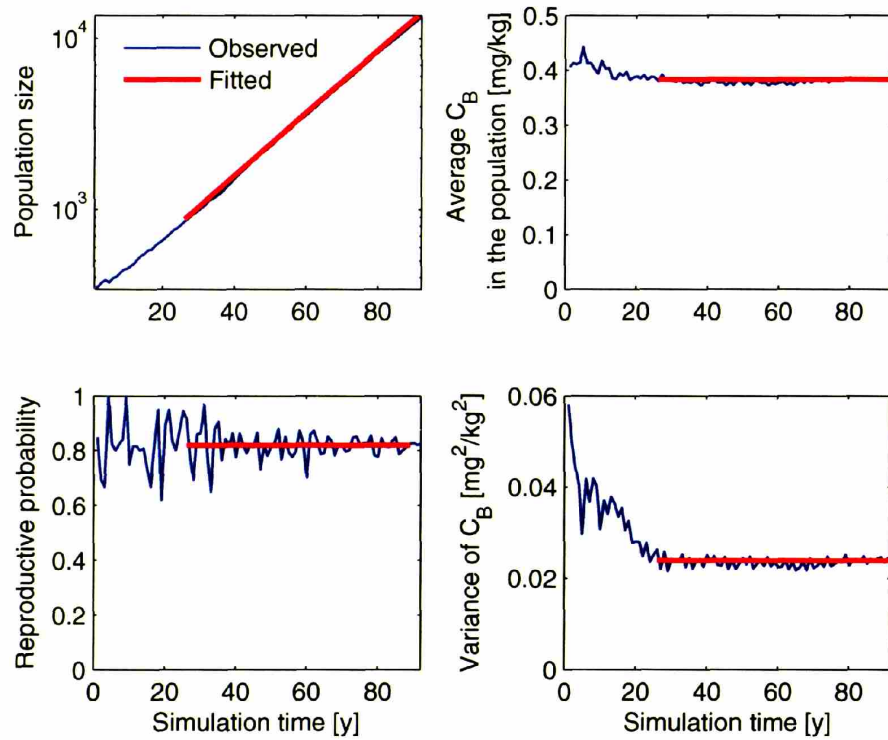 10^4
10^3
Population size
Observed
Fitted
20 40 60 80
0.5
0.4
0.3
0.2
0.1
0
Average C_B
in the population [mg/kg]
0 20 40 60 80
1
0.8
0.6
0.4
0.2
0
Reproductive probability
0 20 40 60 80
Simulation time [y]
0.06
0.04
0.02
0
Variance of C_B [mg^2/kg^2]
0 20 40 60 80
Simulation time [y]